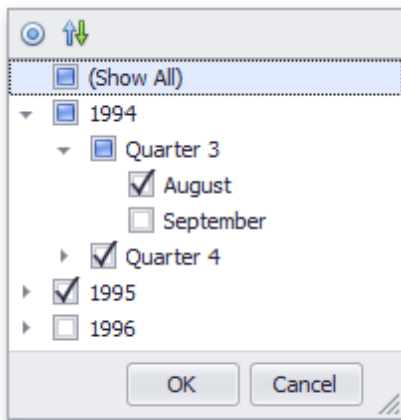 (Show All)
1994
Quarter 3
August
September
Quarter 4
1995
1996
OK Cancel